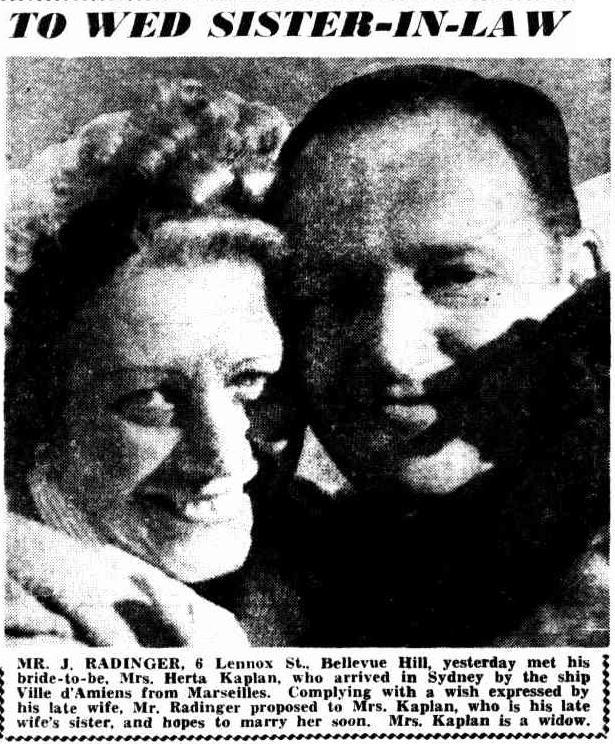 TO WED SISTER-IN-LAW
MR. J. RADINGER, 6 Lennox St., Bellevue Hill, yesterday met his
bride-to-be, Mrs. Herta Kaplan, who arrived in Sydney by the ship
Ville d'Amiens from Marseilles. Complying with a wish expressed by
his late wife, Mr. Radinger proposed to Mrs. Kaplan, who is his late
wife's sister, and hopes to marry her soon. Mrs. Kaplan is a widow.